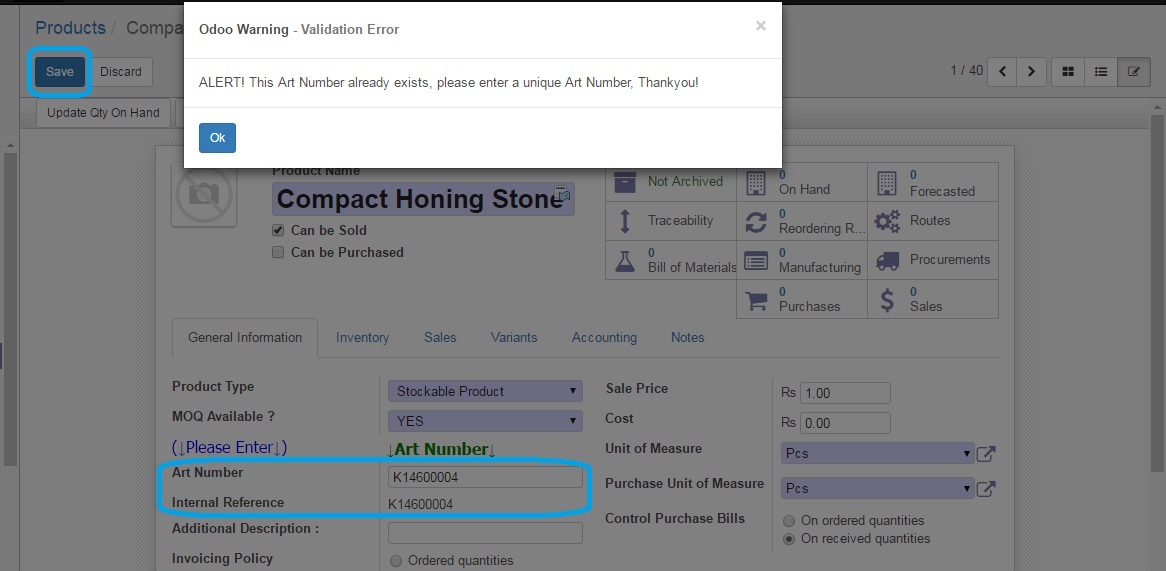 Products / Compa
Odoo Warning - Validation Error
×
Save
Discard
ALERT! This Art Number already exists, please enter a unique Art Number, Thankyou!
1 / 40
Update Qty On Hand
Ok
Product Name
Compact Honing Stone
Can be Sold
Can be Purchased
Not Archived
0
On Hand
0
Forecasted
Traceability
0
Reordering R...
Routes
0
Bill of Materials
0
Manufacturing
Procurements
0
Purchases
0
Sales
General Information
Inventory
Sales
Variants
Accounting
Notes
Product Type
Stockable Product
MOQ Available ?
YES
(↓Please Enter↓)
↓Art Number↓
Art Number
K14600004
Internal Reference
K14600004
Additional Description :
Invoicing Policy
Ordered quantities
Sale Price
Rs 1.00
Cost
Rs 0.00
Unit of Measure
Pcs
Purchase Unit of Measure
Pcs
Control Purchase Bills
On ordered quantities
On received quantities